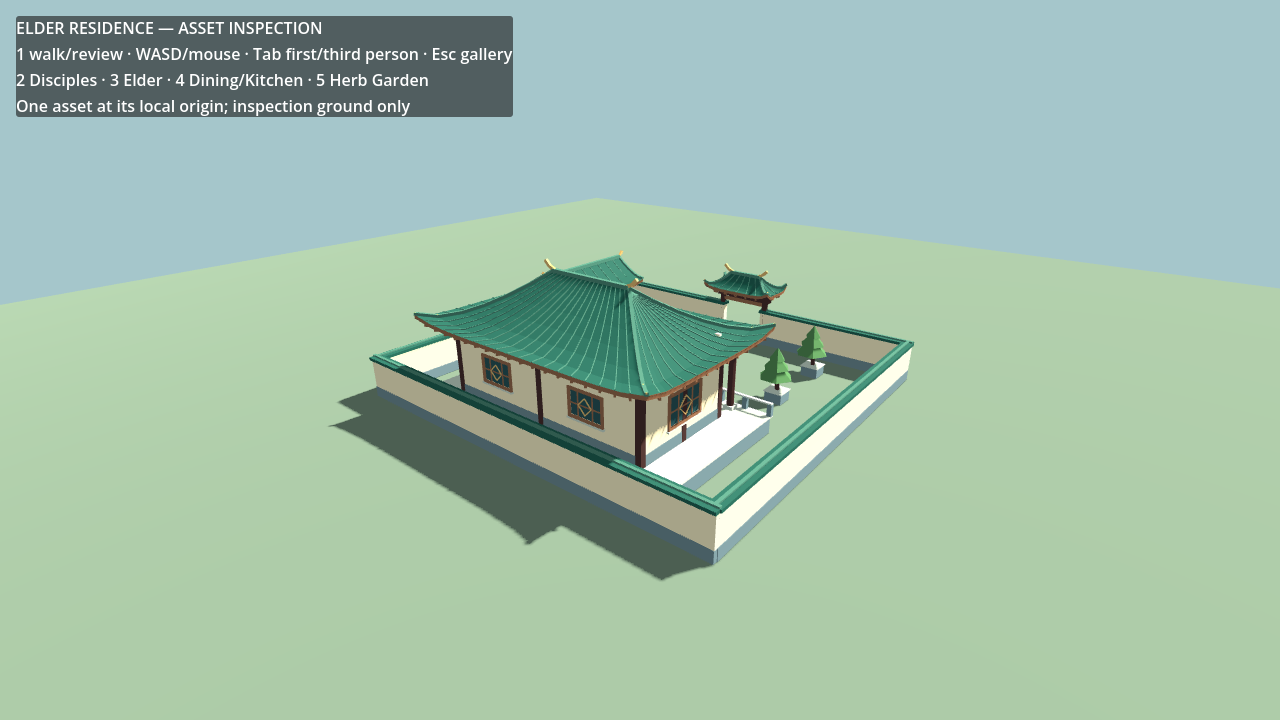 ELDER RESIDENCE — ASSET INSPECTION
1 walk/review · WASD/mouse · Tab first/third person · Esc gallery
2 Disciples · 3 Elder · 4 Dining/Kitchen · 5 Herb Garden
One asset at its local origin; inspection ground only